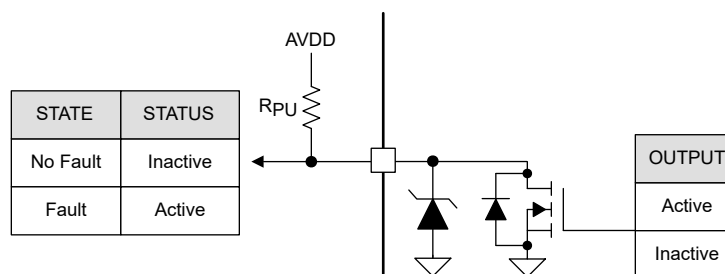 AVDD
RPU
STATE STATUS
No Fault Inactive
Fault Active
OUTPUT
Active
Inactive